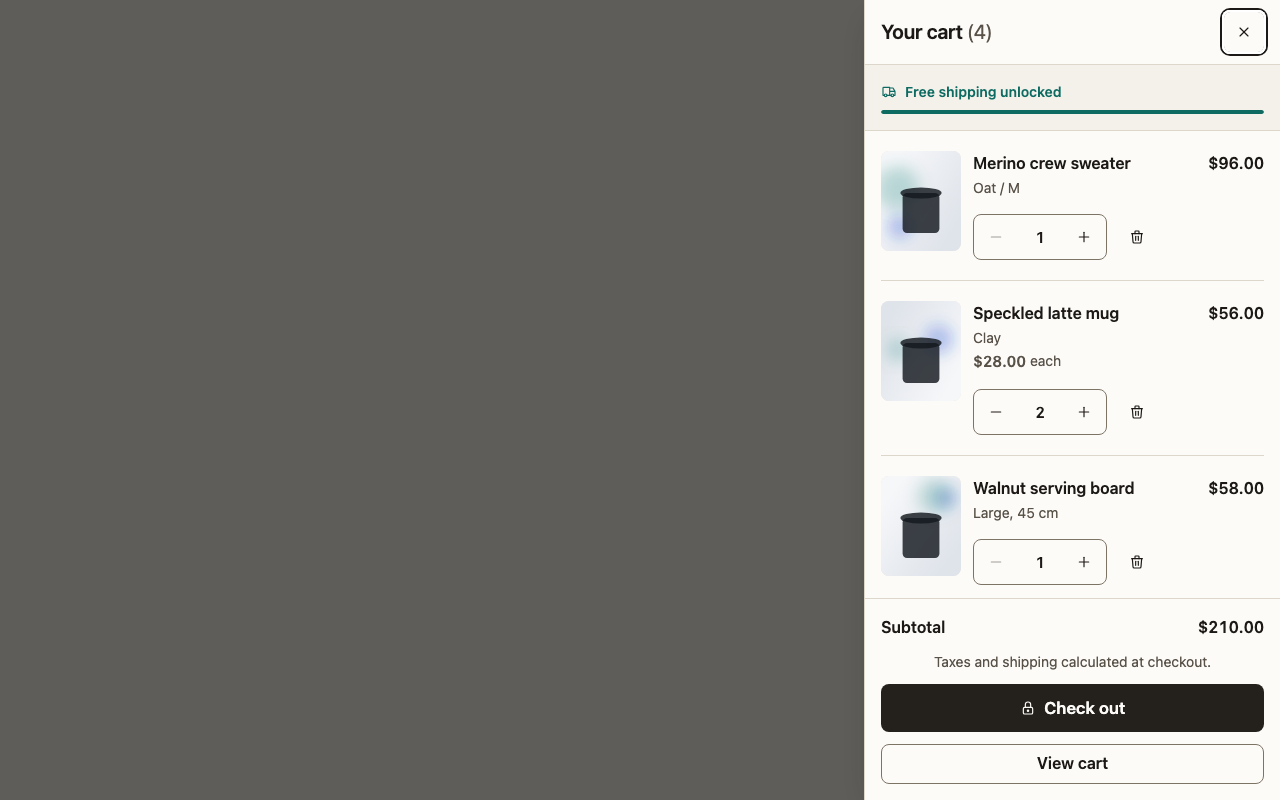 Your cart (4)
Free shipping unlocked
Merino crew sweater $96.00
Oat / M
1
Speckled latte mug $56.00
Clay
$28.00 each
2
Walnut serving board $58.00
Large, 45 cm
1
Subtotal $210.00
Taxes and shipping calculated at checkout.
Check out
View cart